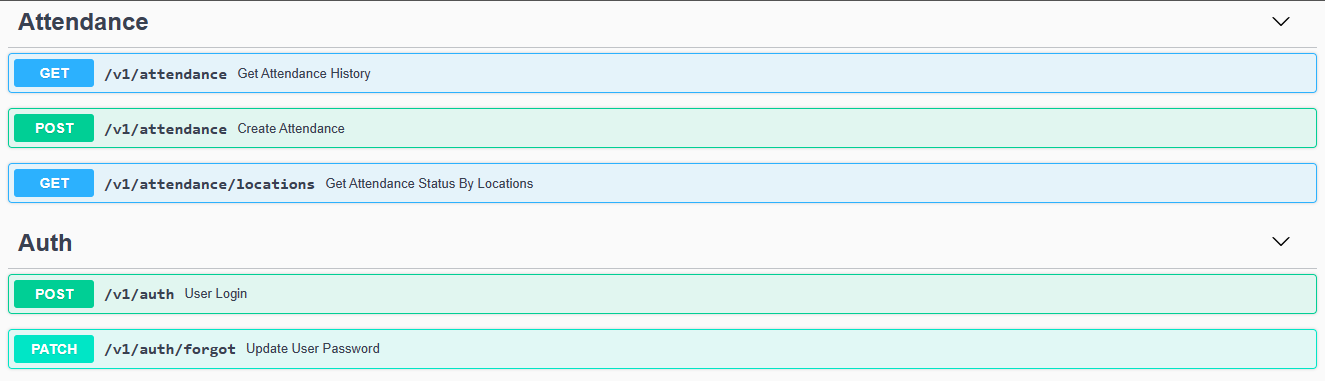 Attendance
GET /v1/attendance Get Attendance History
POST /v1/attendance Create Attendance
GET /v1/attendance/locations Get Attendance Status By Locations
Auth
POST /v1/auth User Login
PATCH /v1/auth/forgot Update User Password